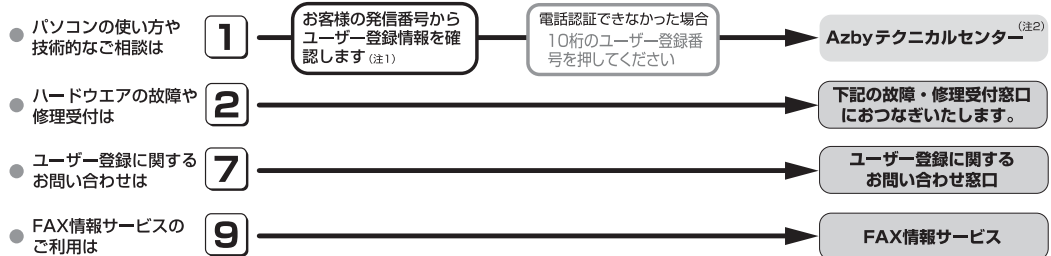 ● パソコンの使い方や
技術的なご相談は
1
お客様の発信番号から
ユーザー登録情報を確
認します(注1)
電話認証できなかった場合
10桁のユーザー登録番
号を押してください
Azbyテクニカルセンター(注2)
● ハードウエアの故障や
修理受付は
2
下記の故障・修理受付窓口
におつなぎいたします。
● ユーザー登録に関する
お問い合わせは
7
ユーザー登録に関する
お問い合わせ窓口
● FAX情報サービスの
ご利用は
9
FAX情報サービス